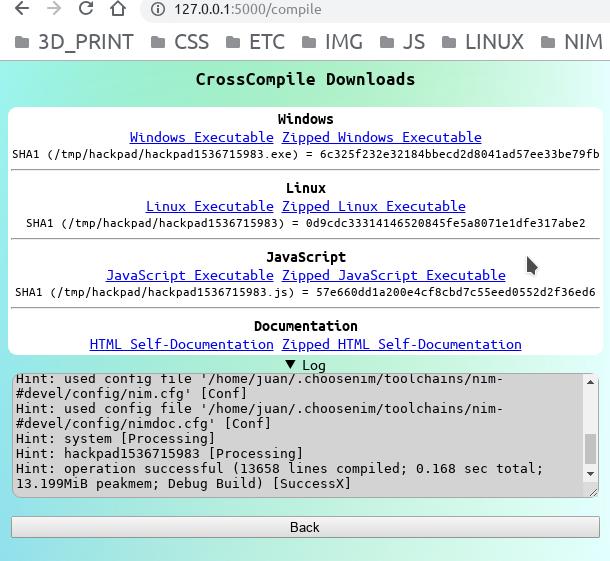 127.0.0.1:5000/compile
3D_PRINT CSS ETC IMG JS LINUX NIM
CrossCompile Downloads
Windows
Windows Executable Zipped Windows Executable
SHA1 (/tmp/hackpad/hackpad1536715983.exe) = 6c325f232e32184bbecd2d8041ad57ee33be79fb
Linux
Linux Executable Zipped Linux Executable
SHA1 (/tmp/hackpad/hackpad1536715983) = 0d9cdc33314146520845fe5a8071e1dfe317abe2
JavaScript
JavaScript Executable Zipped JavaScript Executable
SHA1 (/tmp/hackpad/hackpad1536715983.js) = 57e660dd1a200e4cf8cbd7c55eed0552d2f36ed6
Documentation
HTML Self-Documentation Zipped HTML Self-Documentation
▼ Log
Hint: used config file '/home/juan/.choosenim/toolchains/nim-
#devel/config/nim.cfg' [Conf]
Hint: used config file '/home/juan/.choosenim/toolchains/nim-
#devel/config/nimdoc.cfg' [Conf]
Hint: system [Processing]
Hint: hackpad1536715983 [Processing]
Hint: operation successful (13658 lines compiled; 0.168 sec total;
13.199MiB peakmem; Debug Build) [SuccessX]
Back